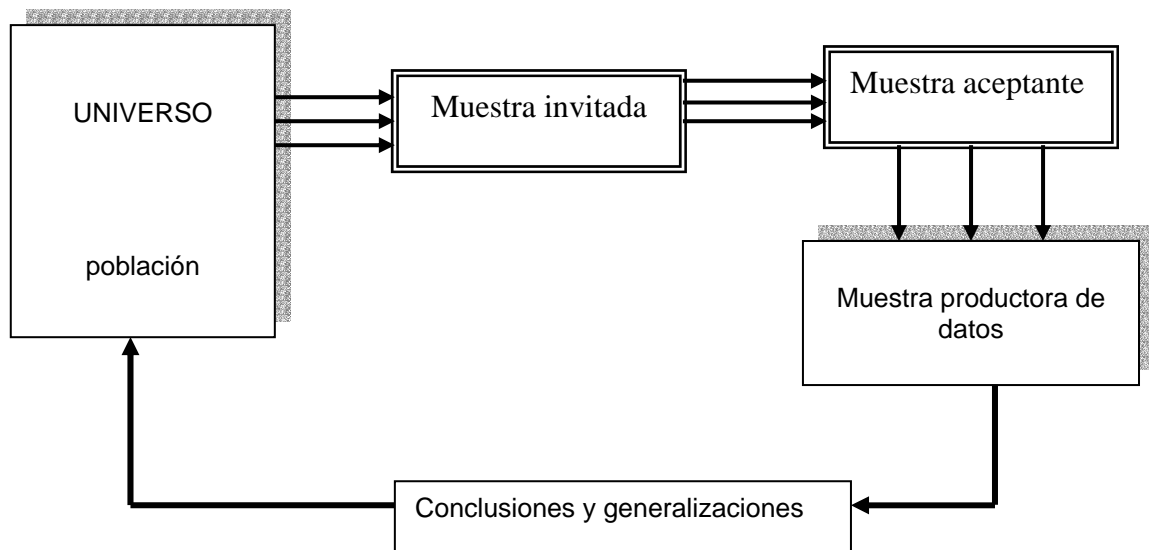 UNIVERSO
población
Muestra invitada
Muestra aceptante
Muestra productora de
datos
Conclusiones y generalizaciones